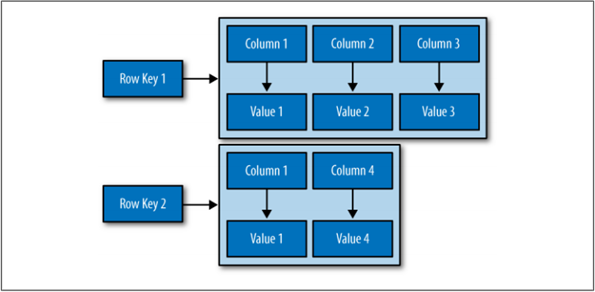 Column 1 Column 2 Column 3
Row Key 1
Value 1 Value 2 Value 3
Column 1 Column 4
Row Key 2
Value 1 Value 4